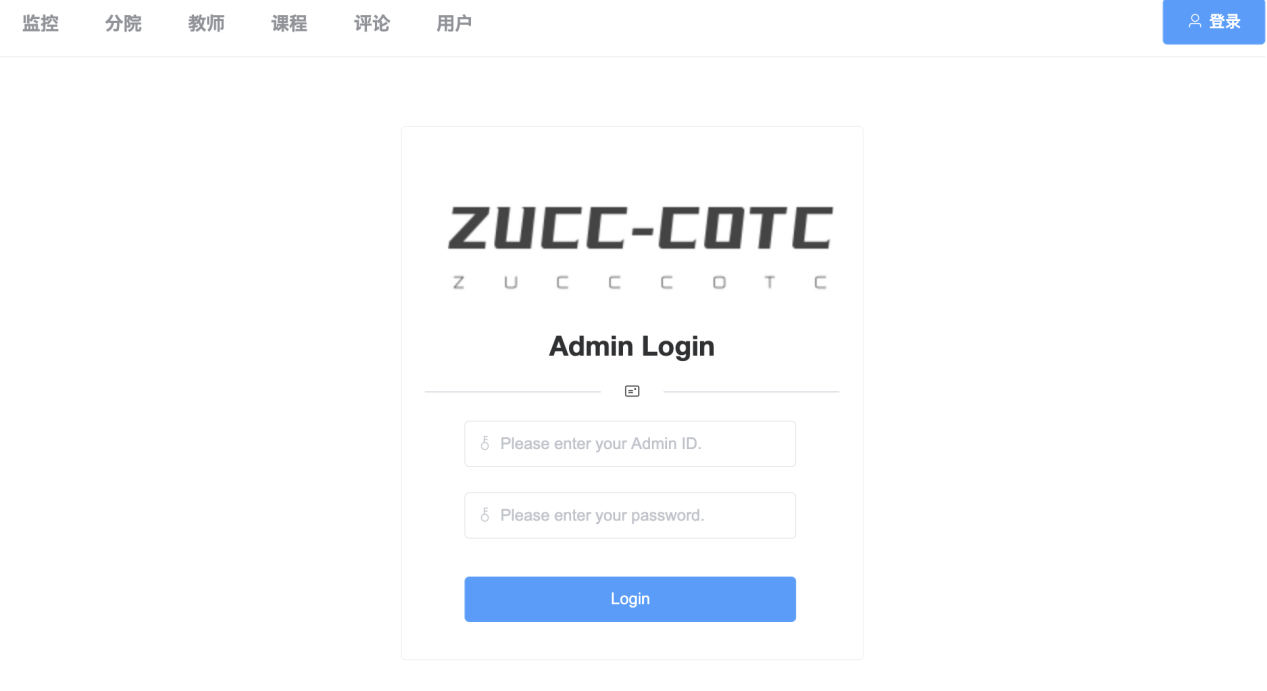 监控 分院 教师 课程 评论 用户 登录
ZUCC-COTC
ZUCCCOTC
Admin Login
Please enter your Admin ID.
Please enter your password.
Login